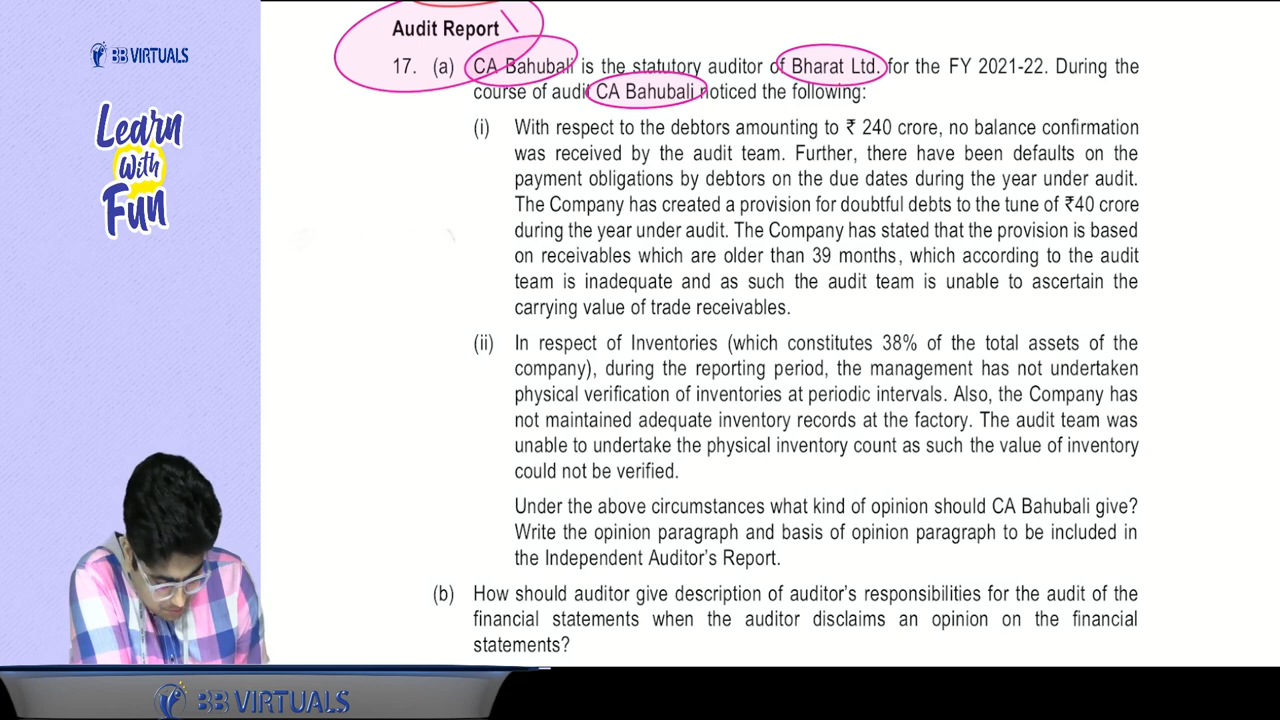 BB VIRTUALS
Learn
With
Fun
Audit Report
17. (a) CA Bahubali is the statutory auditor of Bharat Ltd. for the FY 2021-22. During the
course of audit CA Bahubali noticed the following:
(i) With respect to the debtors amounting to ₹ 240 crore, no balance confirmation
was received by the audit team. Further, there have been defaults on the
payment obligations by debtors on the due dates during the year under audit.
The Company has created a provision for doubtful debts to the tune of ₹40 crore
during the year under audit. The Company has stated that the provision is based
on receivables which are older than 39 months, which according to the audit
team is inadequate and as such the audit team is unable to ascertain the
carrying value of trade receivables.
(ii) In respect of Inventories (which constitutes 38% of the total assets of the
company), during the reporting period, the management has not undertaken
physical verification of inventories at periodic intervals. Also, the Company has
not maintained adequate inventory records at the factory. The audit team was
unable to undertake the physical inventory count as such the value of inventory
could not be verified.
Under the above circumstances what kind of opinion should CA Bahubali give?
Write the opinion paragraph and basis of opinion paragraph to be included in
the Independent Auditor's Report.
(b) How should auditor give description of auditor's responsibilities for the audit of the
financial statements when the auditor disclaims an opinion on the financial
statements?
BB VIRTUALS